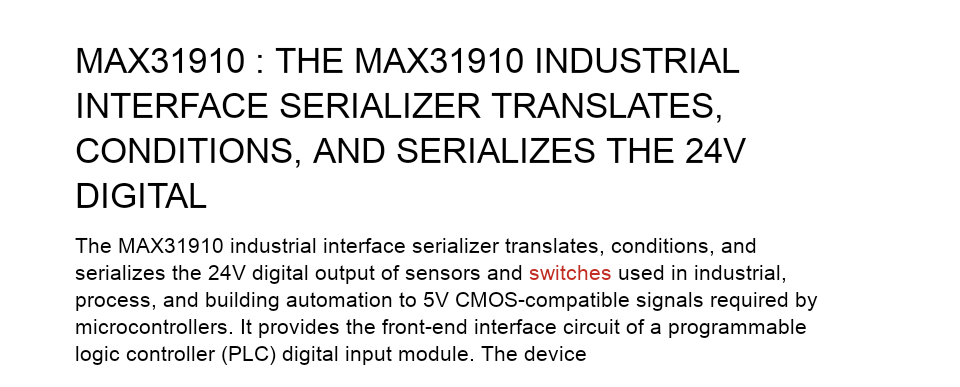 MAX31910 : THE MAX31910 INDUSTRIAL
INTERFACE SERIALIZER TRANSLATES,
CONDITIONS, AND SERIALIZES THE 24V
DIGITAL
The MAX31910 industrial interface serializer translates, conditions, and
serializes the 24V digital output of sensors and switches used in industrial,
process, and building automation to 5V CMOS-compatible signals required by
microcontrollers. It provides the front-end interface circuit of a programmable
logic controller (PLC) digital input module. The device